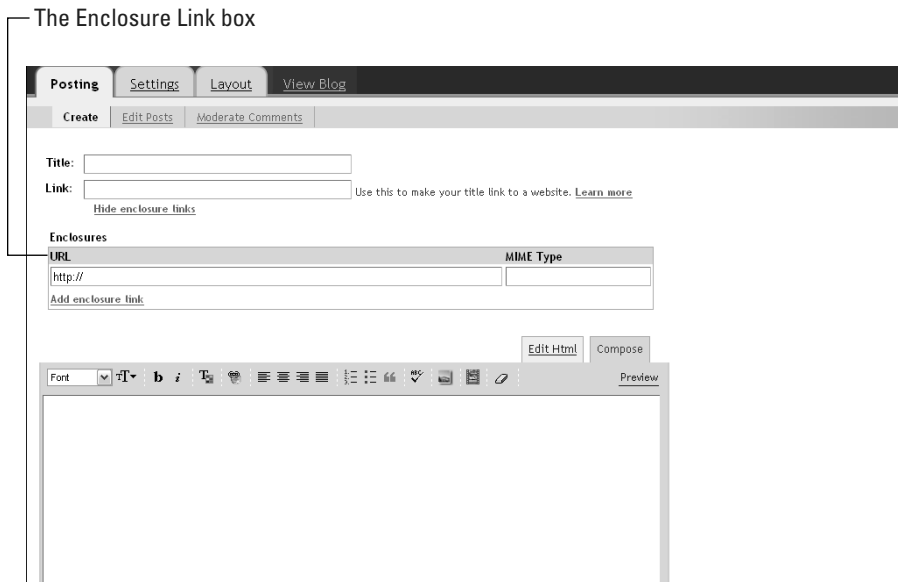 The Enclosure Link box
Posting Settings Layout View Blog
Create Edit Posts Moderate Comments
Title:
Link: Use this to make your title link to a website. Learn more
Hide enclosure links
Enclosures
URL MIME Type
http://
Add enclosure link
Edit Html Compose
Font T b i T ABC Preview